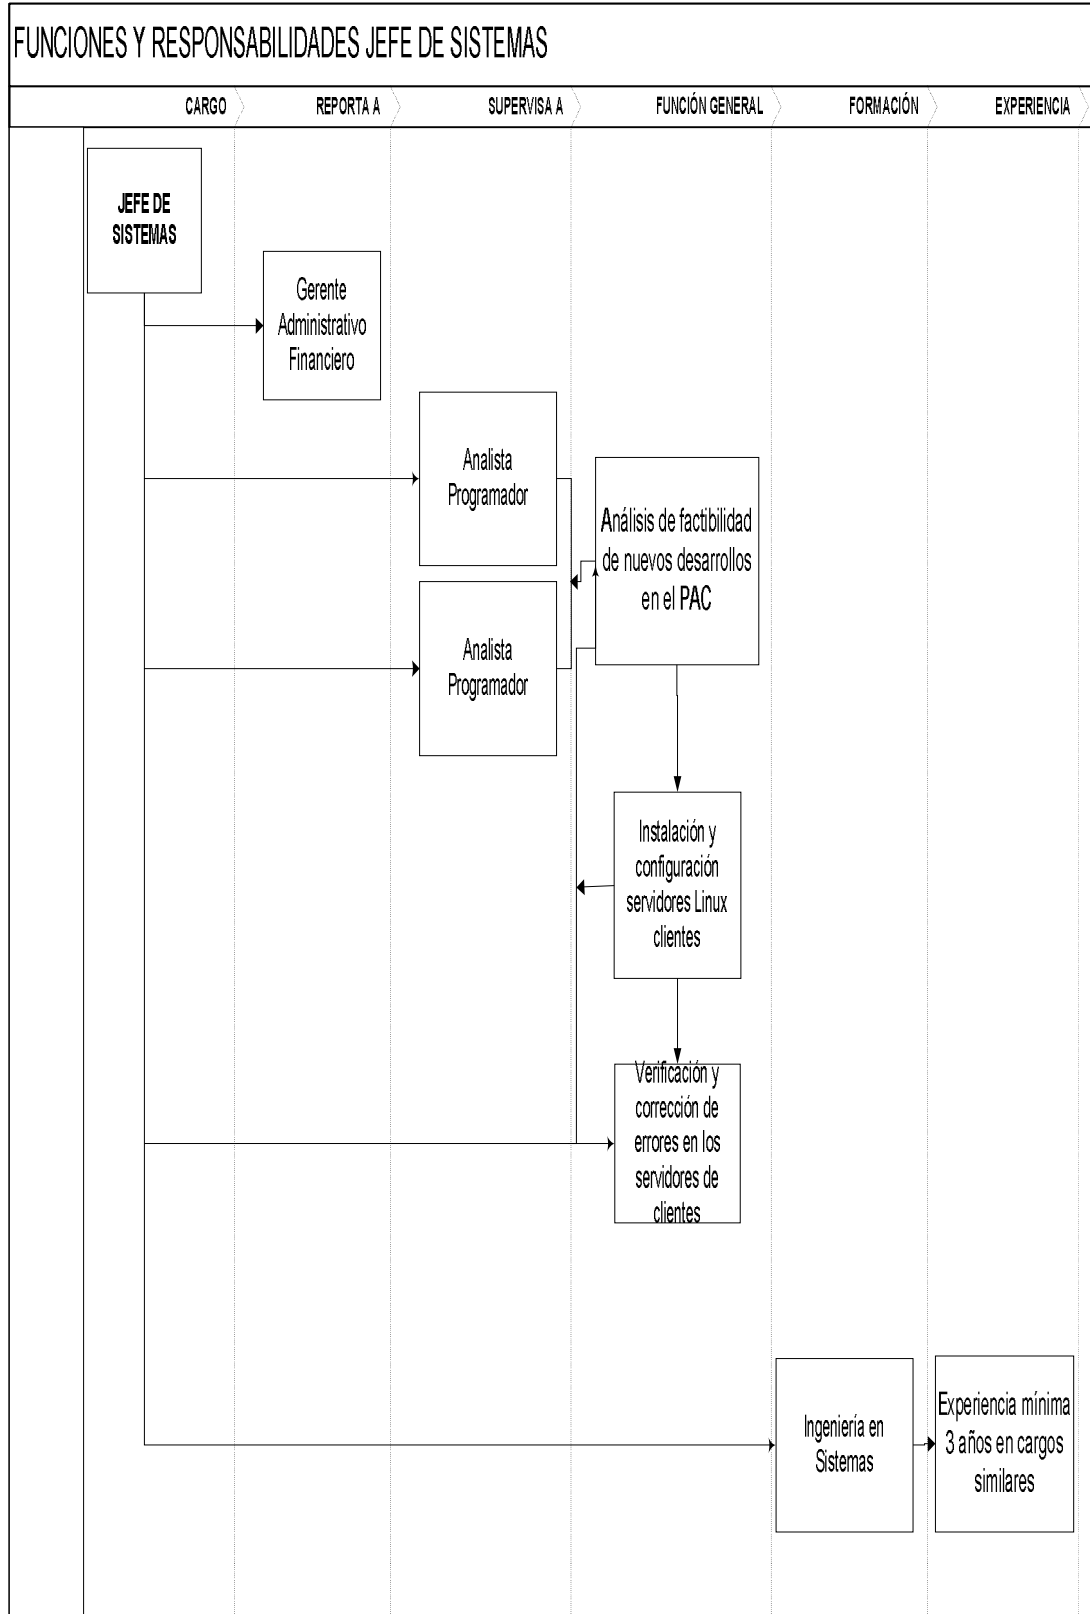 FUNCIONES Y RESPONSABILIDADES JEFE DE SISTEMAS
CARGO
REPORTA A
SUPERVISA A
FUNCIÓN GENERAL
FORMACIÓN
EXPERIENCIA
JEFE DE
SISTEMAS
Gerente
Administrativo
Financiero
Analista
Programador
Análisis de factibilidad
de nuevos desarrollos
en el PAC
Analista
Programador
Instalación y
configuración
servidores Linux
clientes
Verificación y
corrección de
errores en los
servidores de
clientes
Ingeniería en
Sistemas
Experiencia mínima
3 años en cargos
similares